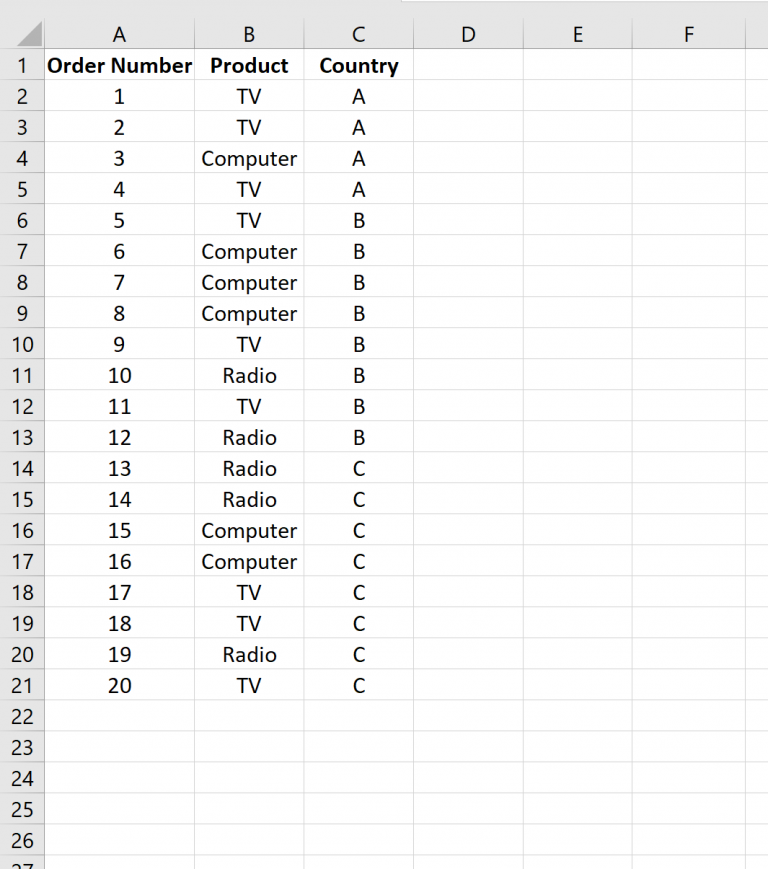 A B C D E F
1 Order Number Product Country
2 1 TV A
3 2 TV A
4 3 Computer A
5 4 TV A
6 5 TV B
7 6 Computer B
8 7 Computer B
9 8 Computer B
10 9 TV B
11 10 Radio B
12 11 TV B
13 12 Radio B
14 13 Radio C
15 14 Radio C
16 15 Computer C
17 16 Computer C
18 17 TV C
19 18 TV C
20 19 Radio C
21 20 TV C
22
23
24
25
26
27